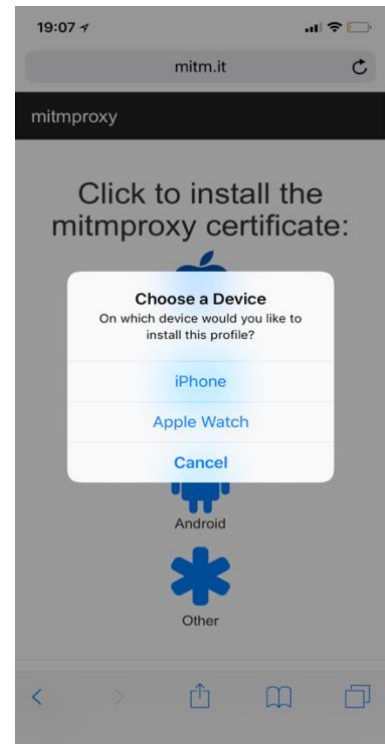 19:07
mitm.it
mitmproxy
Click to install the
mitmproxy certificate:
Choose a Device
On which device would you like to
install this profile?
iPhone
Apple Watch
Cancel
Android
Other